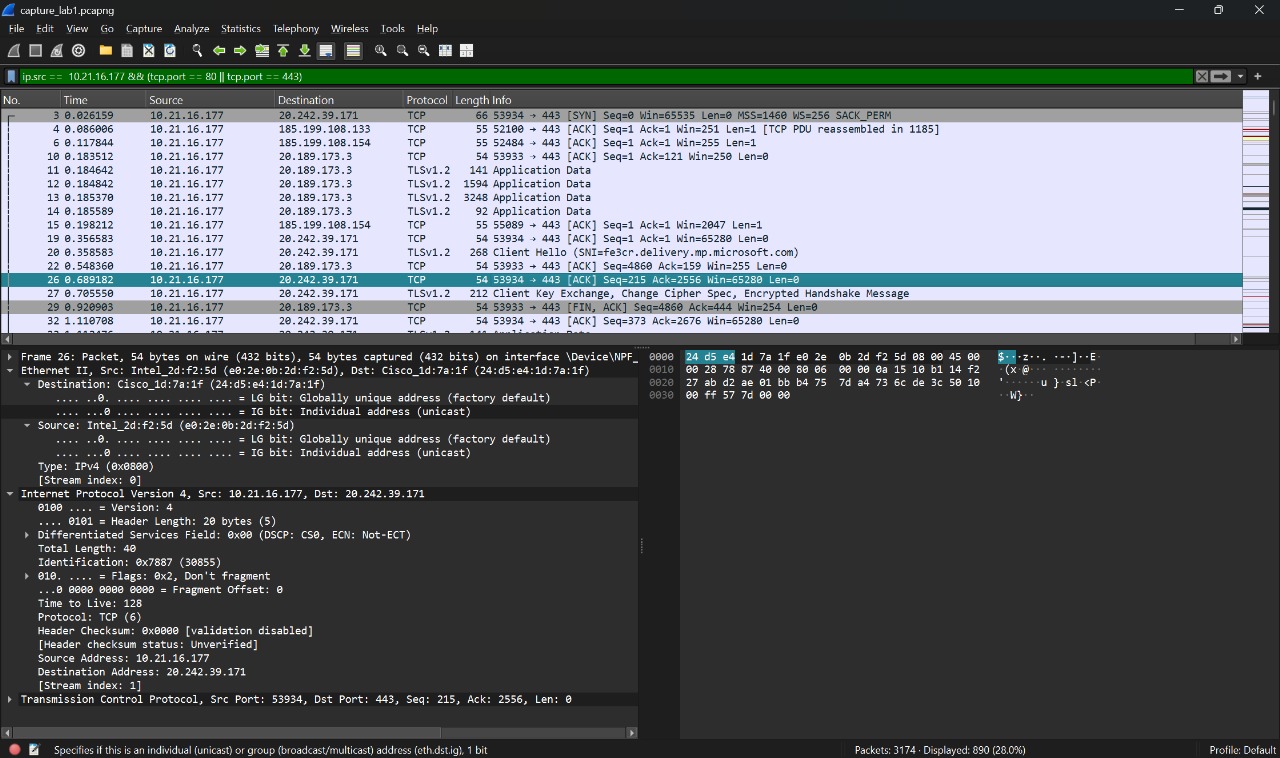 capture_lab1.pcapng
File Edit View Go Capture Analyze Statistics Telephony Wireless Tools Help
ip.src == 10.21.16.177 && (tcp.port == 80 || tcp.port == 443)
No. Time Source Destination Protocol Length Info
3 0.026159 10.21.16.177 20.242.39.171 TCP 66 53934 → 443 [SYN] Seq=0 Win=65535 Len=0 MSS=1460 WS=256 SACK_PERM
4 0.086006 10.21.16.177 185.199.108.133 TCP 55 52100 → 443 [ACK] Seq=1 Ack=1 Win=251 Len=1 [TCP PDU reassembled in 1185]
6 0.117844 10.21.16.177 185.199.108.154 TCP 55 52484 → 443 [ACK] Seq=1 Ack=1 Win=255 Len=1
10 0.183512 10.21.16.177 20.189.173.3 TCP 54 53933 → 443 [ACK] Seq=1 Ack=121 Win=250 Len=0
11 0.184642 10.21.16.177 20.189.173.3 TLSv1.2 141 Application Data
12 0.184842 10.21.16.177 20.189.173.3 TLSv1.2 1594 Application Data
13 0.185370 10.21.16.177 20.189.173.3 TLSv1.2 3248 Application Data
14 0.185589 10.21.16.177 20.189.173.3 TLSv1.2 92 Application Data
15 0.198212 10.21.16.177 185.199.108.154 TCP 55 55089 → 443 [ACK] Seq=1 Ack=1 Win=2047 Len=1
19 0.356583 10.21.16.177 20.242.39.171 TCP 54 53934 → 443 [ACK] Seq=1 Ack=1 Win=65280 Len=0
20 0.358583 10.21.16.177 20.242.39.171 TLSv1.2 268 Client Hello (SNI=fe3cr.delivery.mp.microsoft.com)
22 0.548360 10.21.16.177 20.189.173.3 TCP 54 53933 → 443 [ACK] Seq=4860 Ack=159 Win=255 Len=0
26 0.689182 10.21.16.177 20.242.39.171 TCP 54 53934 → 443 [ACK] Seq=215 Ack=2556 Win=65280 Len=0
27 0.705550 10.21.16.177 20.242.39.171 TLSv1.2 212 Client Key Exchange, Change Cipher Spec, Encrypted Handshake Message
29 0.920903 10.21.16.177 20.189.173.3 TCP 54 53933 → 443 [FIN, ACK] Seq=4860 Ack=444 Win=254 Len=0
32 1.110708 10.21.16.177 20.242.39.171 TCP 54 53934 → 443 [ACK] Seq=373 Ack=2676 Win=65280 Len=0
Frame 26: Packet, 54 bytes on wire (432 bits), 54 bytes captured (432 bits) on interface \Device\NPF_
Ethernet II, Src: Intel_2d:f2:5d (e0:2e:0b:2d:f2:5d), Dst: Cisco_1d:7a:1f (24:d5:e4:1d:7a:1f)
Destination: Cisco_1d:7a:1f (24:d5:e4:1d:7a:1f)
.... ..0. .... .... .... .... = LG bit: Globally unique address (factory default)
.... ...0 .... .... .... .... = IG bit: Individual address (unicast)
Source: Intel_2d:f2:5d (e0:2e:0b:2d:f2:5d)
.... ..0. .... .... .... .... = LG bit: Globally unique address (factory default)
.... ...0 .... .... .... .... = IG bit: Individual address (unicast)
Type: IPv4 (0x0800)
[Stream index: 0]
Internet Protocol Version 4, Src: 10.21.16.177, Dst: 20.242.39.171
0100 .... = Version: 4
.... 0101 = Header Length: 20 bytes (5)
Differentiated Services Field: 0x00 (DSCP: CS0, ECN: Not-ECT)
Total Length: 40
Identification: 0x7887 (30855)
010. .... = Flags: 0x2, Don't fragment
...0 0000 0000 0000 = Fragment Offset: 0
Time to Live: 128
Protocol: TCP (6)
Header Checksum: 0x0000 [validation disabled]
[Header checksum status: Unverified]
Source Address: 10.21.16.177
Destination Address: 20.242.39.171
[Stream index: 1]
Transmission Control Protocol, Src Port: 53934, Dst Port: 443, Seq: 215, Ack: 2556, Len: 0
0000 24 d5 e4 1d 7a 1f e0 2e 0b 2d f2 5d 08 00 45 00 $···z··. ·-·]··E·
0010 00 28 78 87 40 00 80 06 00 00 0a 15 10 b1 14 f2 ·(x·@··· ········
0020 27 ab d2 ae 01 bb b4 75 7d a4 73 6c de 3c 50 10 '······u }·sl·<P·
0030 00 ff 57 7d 00 00 ··W}··
Specifies if this is an individual (unicast) or group (broadcast/multicast) address (eth.dst.ig), 1 bit
Packets: 3174 · Displayed: 890 (28.0%)
Profile: Default